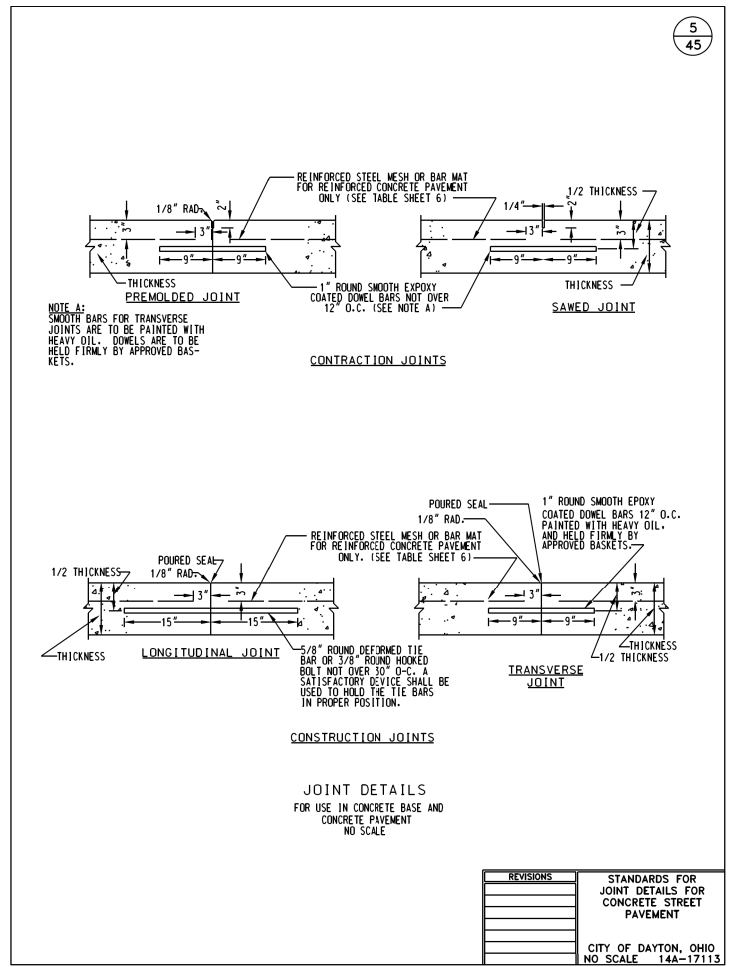 5
45
REINFORCED STEEL MESH OR BAR MAT
FOR REINFORCED CONCRETE PAVEMENT
ONLY (SEE TABLE SHEET 6)
1/8" RAD.
2"
3"
3"
9"
9"
THICKNESS
PREMOLDED JOINT
1/4"
2"
1/2 THICKNESS
3"
3"
9"
9"
THICKNESS
SAWED JOINT
1" ROUND SMOOTH EXPOXY
COATED DOWEL BARS NOT OVER
12" O.C. (SEE NOTE A)
NOTE A:
SMOOTH BARS FOR TRANSVERSE
JOINTS ARE TO BE PAINTED WITH
HEAVY OIL. DOWELS ARE TO BE
HELD FIRMLY BY APPROVED BAS-
KETS.
CONTRACTION JOINTS
POURED SEAL
1/8" RAD.
1" ROUND SMOOTH EPOXY
COATED DOWEL BARS 12" O.C.
PAINTED WITH HEAVY OIL,
AND HELD FIRMLY BY
APPROVED BASKETS.
REINFORCED STEEL MESH OR BAR MAT
FOR REINFORCED CONCRETE PAVEMENT
ONLY. (SEE TABLE SHEET 6)
POURED SEAL
1/2 THICKNESS
1/8" RAD.
3"
3"
15"
15"
THICKNESS
LONGITUDINAL JOINT
5/8" ROUND DEFORMED TIE
BAR OR 3/8" ROUND HOOKED
BOLT NOT OVER 30" O-C. A
SATISFACTORY DEVICE SHALL BE
USED TO HOLD THE TIE BARS
IN PROPER POSITION.
3"
3"
9"
9"
THICKNESS
1/2 THICKNESS
TRANSVERSE
JOINT
CONSTRUCTION JOINTS
JOINT DETAILS
FOR USE IN CONCRETE BASE AND
CONCRETE PAVEMENT
NO SCALE
REVISIONS
STANDARDS FOR
JOINT DETAILS FOR
CONCRETE STREET
PAVEMENT
CITY OF DAYTON, OHIO
NO SCALE 14A-17113